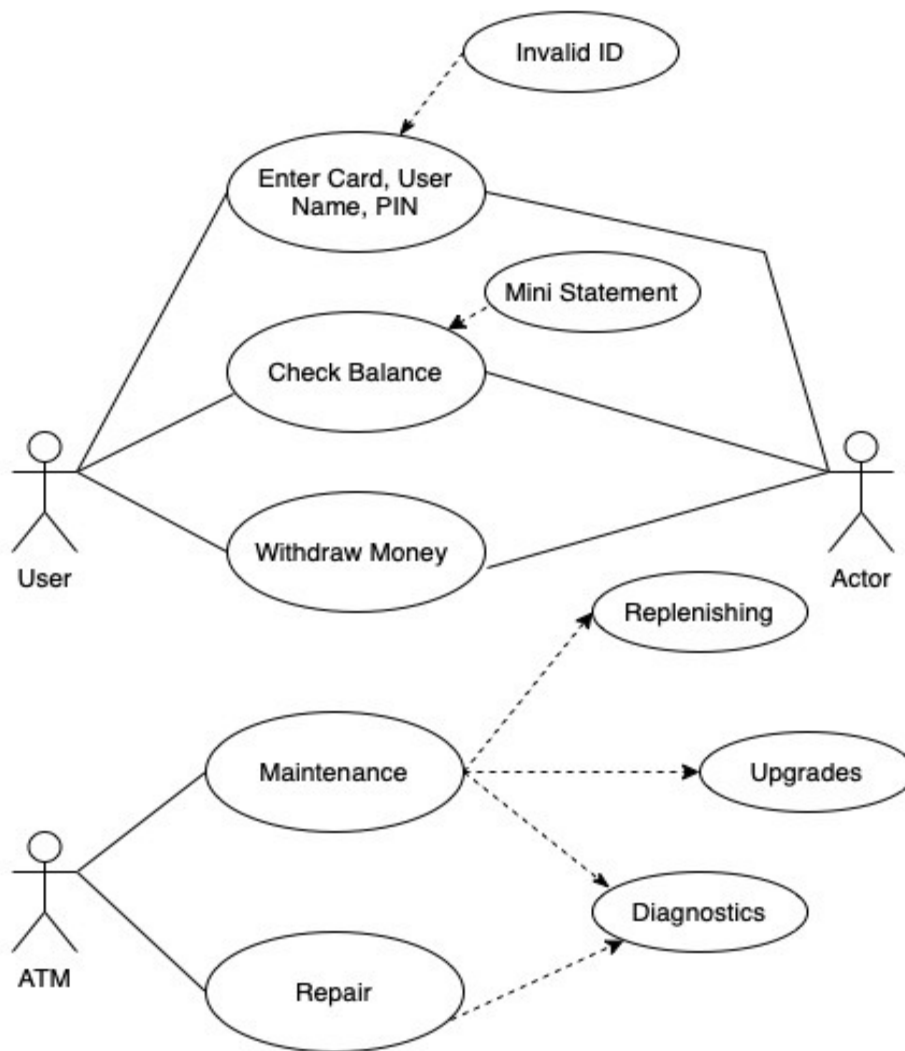 Invalid ID
Enter Card, User
Name, PIN
Mini Statement
Check Balance
Withdraw Money
User
Actor
Replenishing
Maintenance
Upgrades
Diagnostics
ATM
Repair